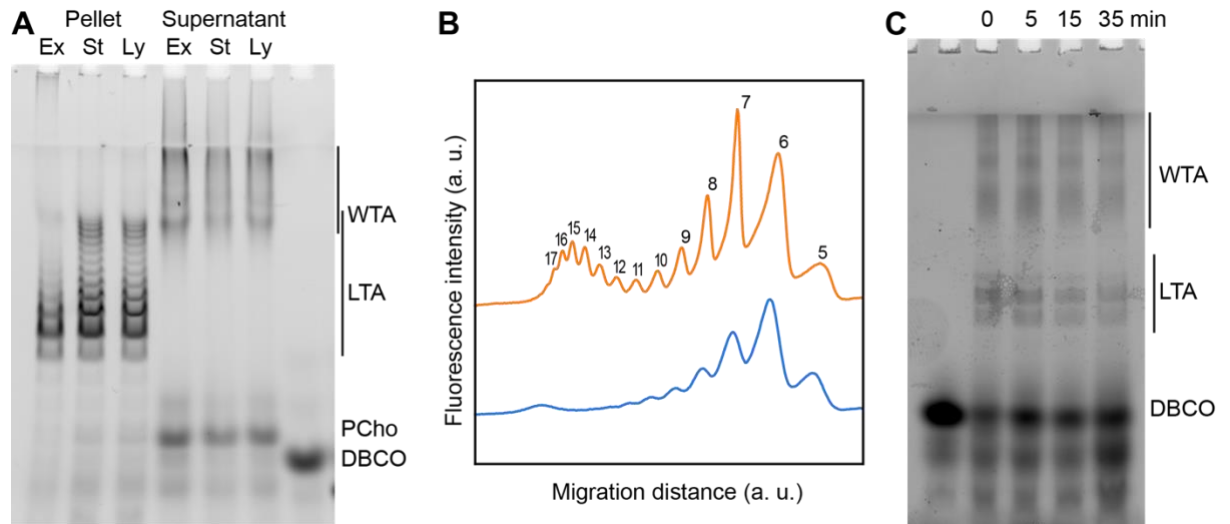 A
Pellet Supernatant
Ex St Ly Ex St Ly
WTA
LTA
PCho
DBCO
B
Fluorescence intensity (a. u.)
17 16 15 14 13 12 11 10 9 8 7 6 5
Migration distance (a. u.)
C
0 5 15 35 min
WTA
LTA
DBCO